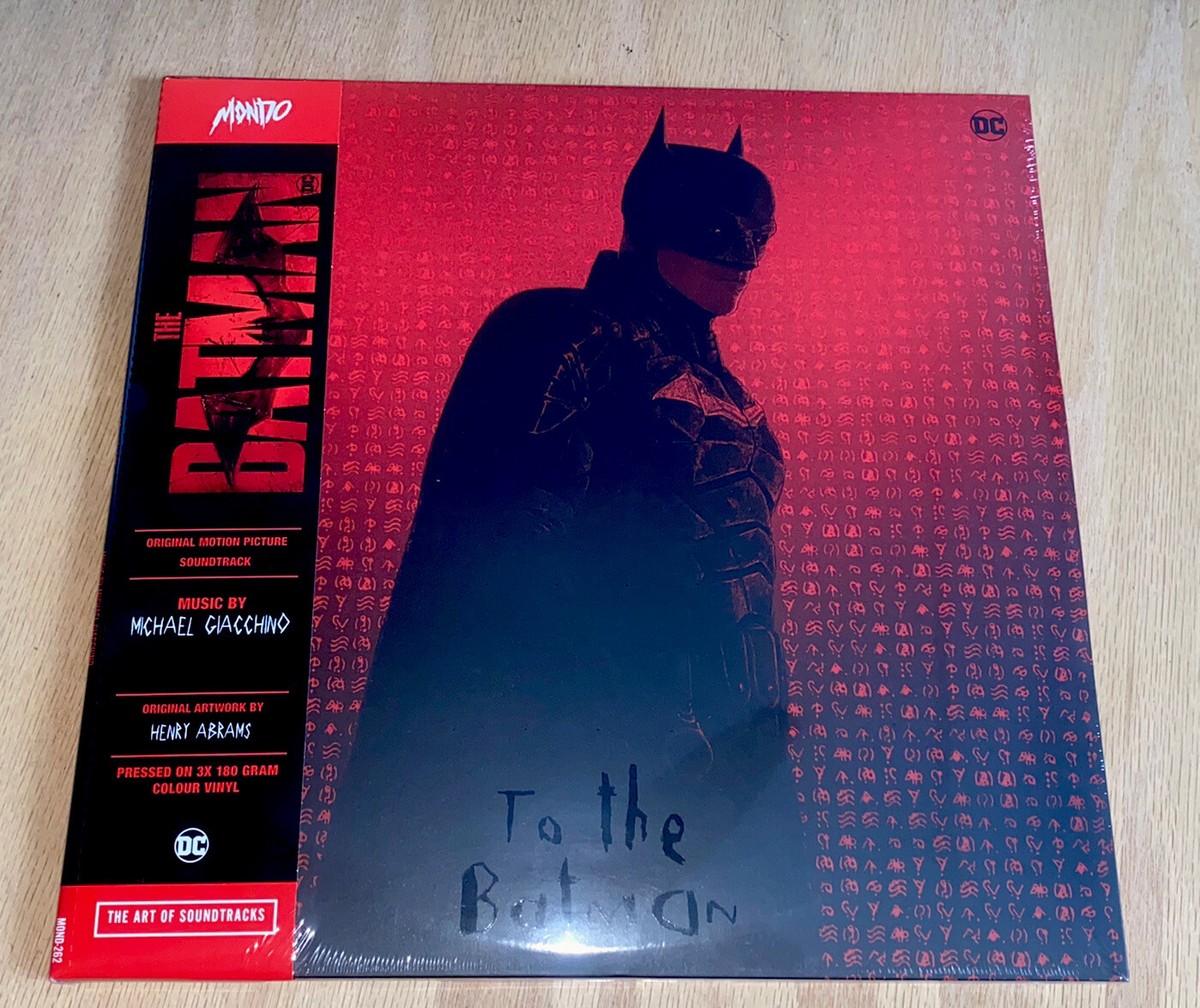 MONDO
DC
THE
BATMAN
DC
ORIGINAL MOTION PICTURE
SOUNDTRACK
MUSIC BY
MICHAEL GIACCHINO
ORIGINAL ARTWORK BY
HENRY ABRAMS
PRESSED ON 3X 180 GRAM
COLOUR VINYL
DC
THE ART OF SOUNDTRACKS
MOND-262
To the
Batman